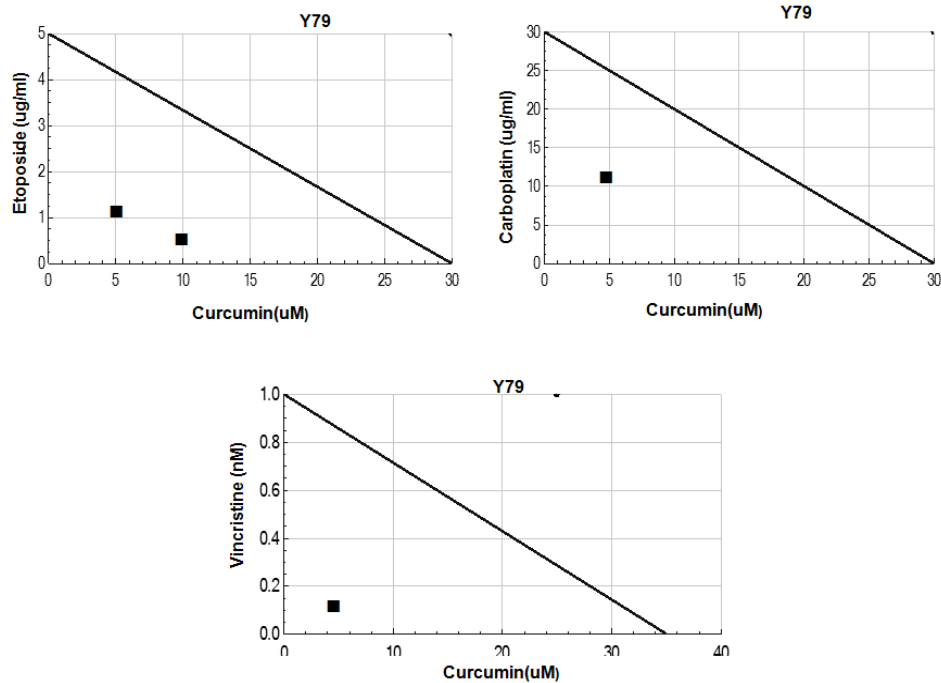 Y79
5
4
3
2
1
0
Etoposide (ug/ml)
0 5 10 15 20 25 30
Curcumin(uM)
Y79
30
25
20
15
10
5
0
Carboplatin (ug/ml)
0 5 10 15 20 25 30
Curcumin(uM)
Y79
1.0
0.8
0.6
0.4
0.2
0.0
Vincristine (nM)
0 10 20 30 40
Curcumin(uM)